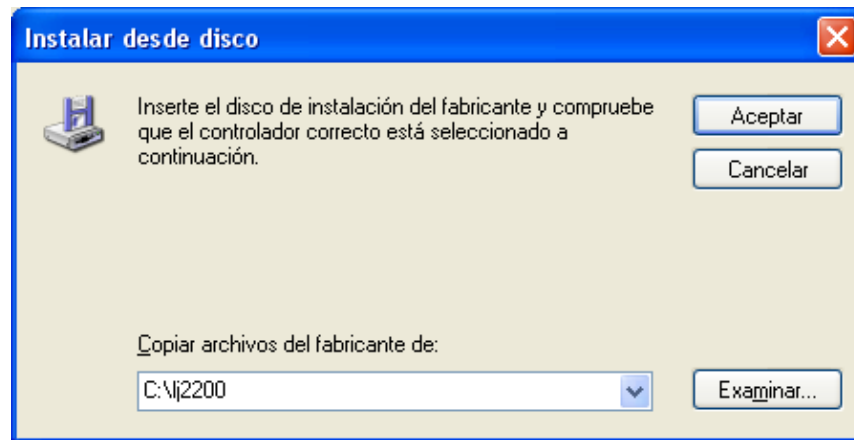 Instalar desde disco
Inserte el disco de instalación del fabricante y compruebe
que el controlador correcto está seleccionado a
continuación.
Aceptar
Cancelar
Copiar archivos del fabricante de:
C:\lj2200
Examinar...